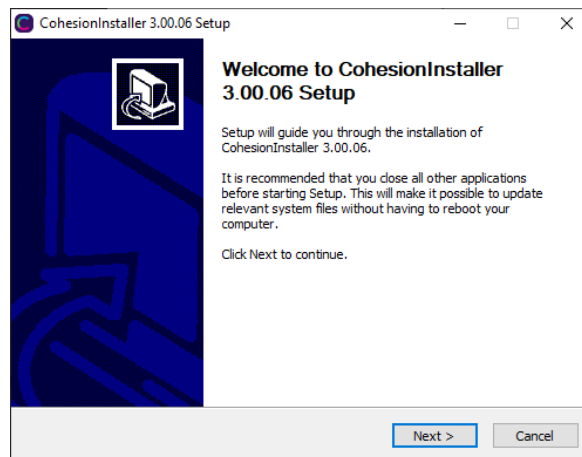 CohesionInstaller 3.00.06 Setup
Welcome to CohesionInstaller
3.00.06 Setup
Setup will guide you through the installation of
CohesionInstaller 3.00.06.
It is recommended that you close all other applications
before starting Setup. This will make it possible to update
relevant system files without having to reboot your
computer.
Click Next to continue.
Next >
Cancel